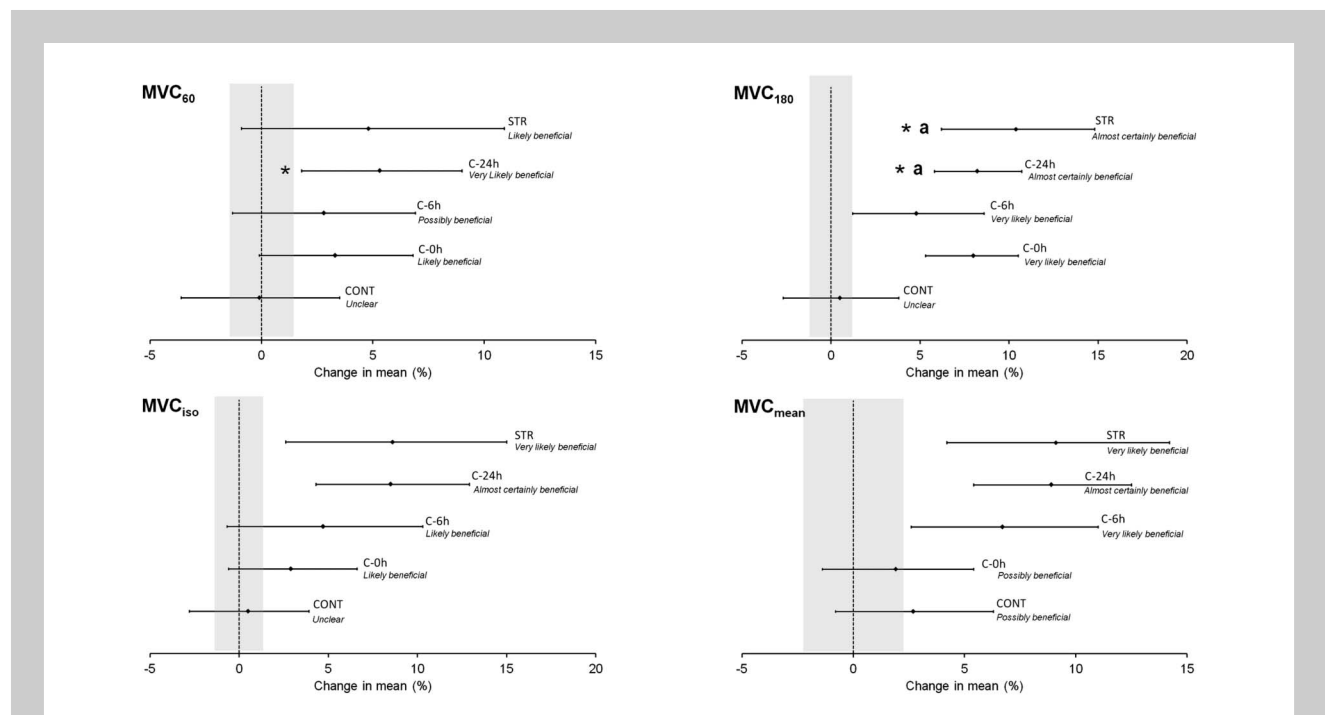 MVC60
STR
Likely beneficial
*
C-24h
Very Likely beneficial
C-6h
Possibly beneficial
C-0h
Likely beneficial
CONT
Unclear
-5 0 5 10 15
Change in mean (%)
MVC180
* a
STR
Almost certainly beneficial
* a
C-24h
Almost certainly beneficial
C-6h
Very likely beneficial
C-0h
Very likely beneficial
CONT
Unclear
-5 0 5 10 15 20
Change in mean (%)
MVCiso
STR
Very likely beneficial
C-24h
Almost certainly beneficial
C-6h
Likely beneficial
C-0h
Likely beneficial
CONT
Unclear
-5 0 5 10 15 20
Change in mean (%)
MVCmean
STR
Very likely beneficial
C-24h
Almost certainly beneficial
C-6h
Very likely beneficial
C-0h
Possibly beneficial
CONT
Possibly beneficial
-5 0 5 10 15
Change in mean (%)